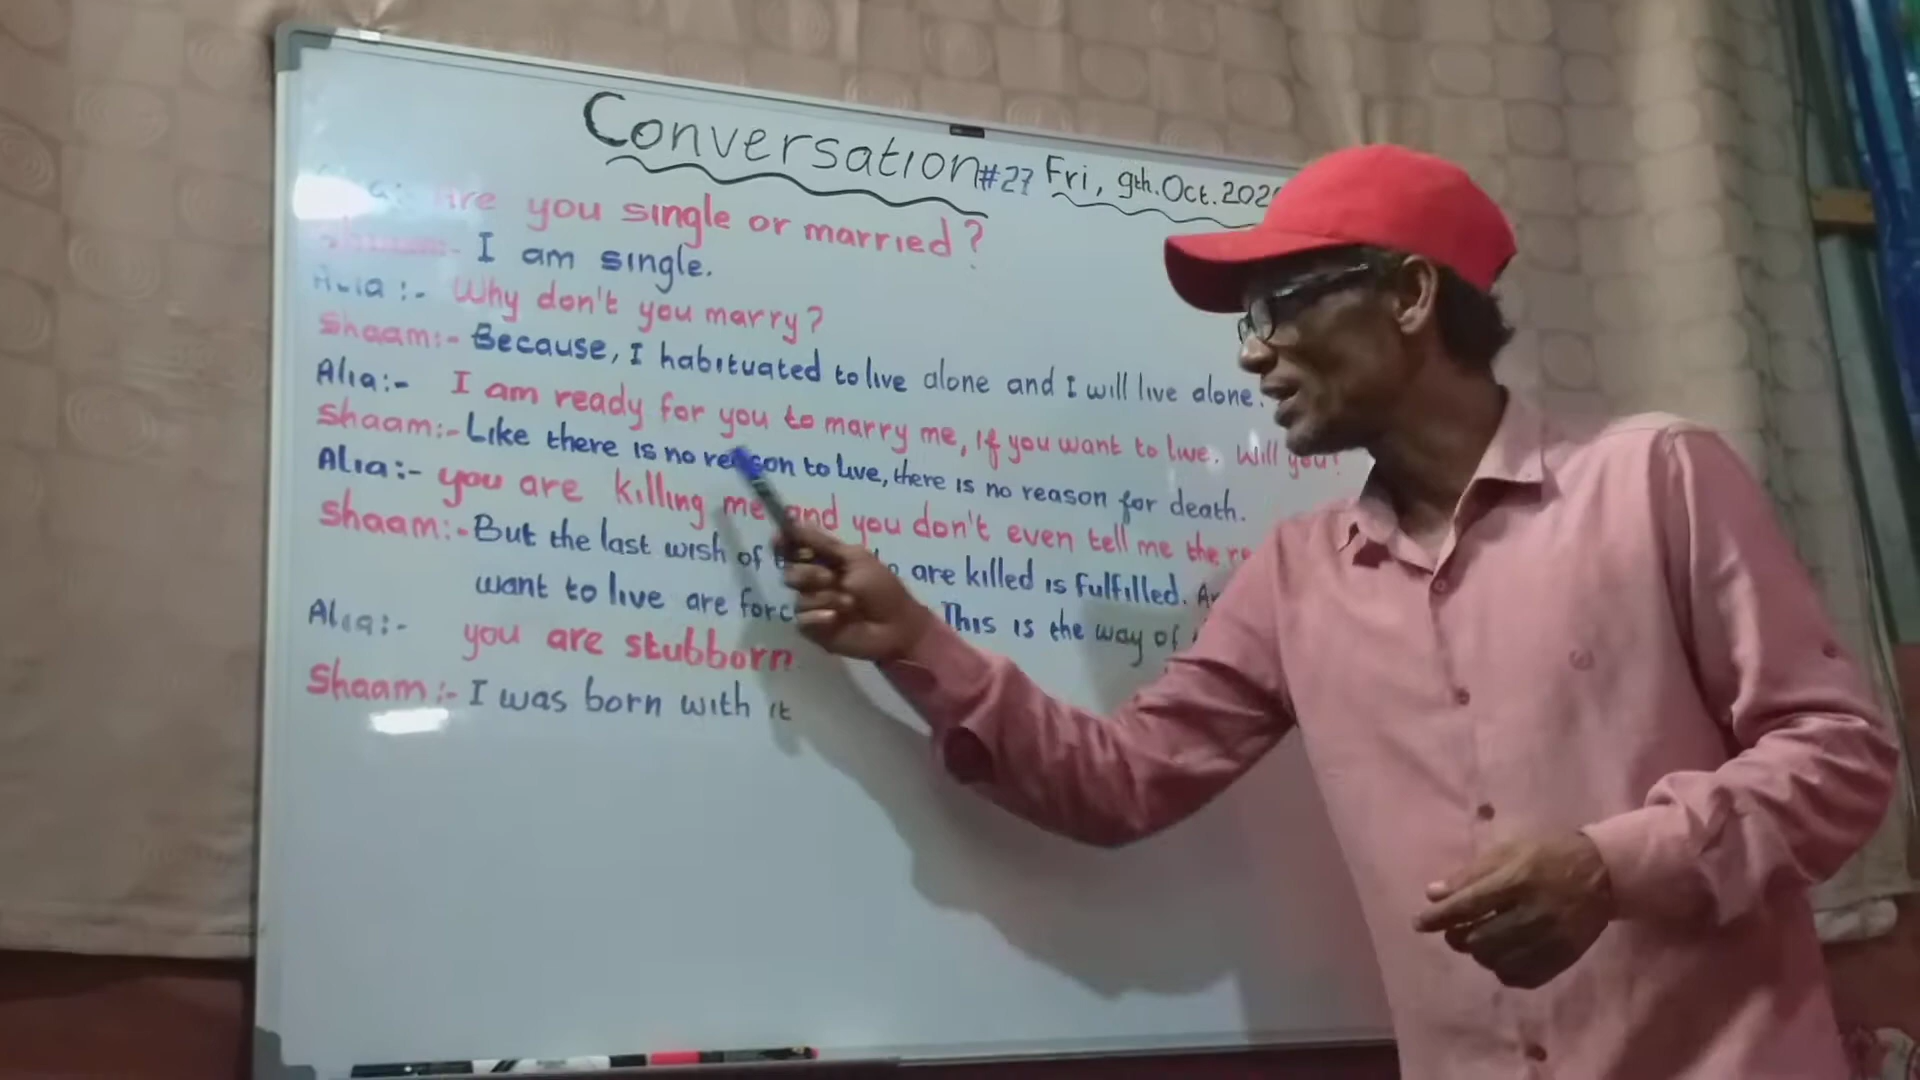 Conversation #27 Fri, 9th. Oct. 202
Are you single or married?
Shaam:- I am single.
Alia:- Why don't you marry?
Shaam:- Because, I habituated to live alone and I will live alone.
Alia:- I am ready for you to marry me, If you want to live. Will you?
Shaam:- Like there is no reason to live, there is no reason for death.
Alia:- you are killing me and you don't even tell me the
Shaam:- But the last wish of are killed is fulfilled.
want to live are This is the way of
Alia:- you are stubborn
Shaam:- I was born with it